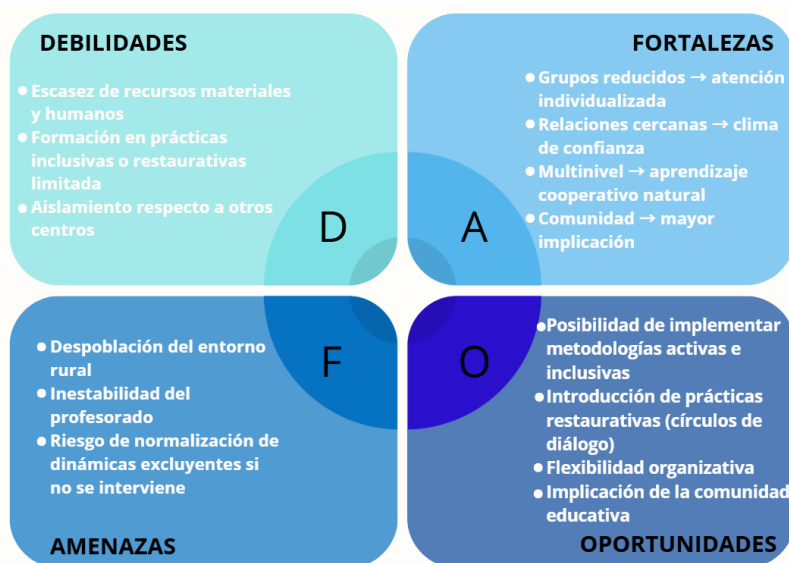 DEBILIDADES
● Escasez de recursos materiales
y humanos
● Formación en prácticas
inclusivas o restaurativas
limitada
● Aislamiento respecto a otros
centros
D
FORTALEZAS
● Grupos reducidos → atención
individualizada
● Relaciones cercanas → clima
de confianza
● Multinivel → aprendizaje
cooperativo natural
● Comunidad → mayor
implicación
A
● Despoblación del entorno
rural
● Inestabilidad del
profesorado
● Riesgo de normalización de
dinámicas excluyentes si
no se interviene
F
AMENAZAS
● Posibilidad de implementar
metodologías activas e
inclusivas
● Introducción de prácticas
restaurativas (círculos de
diálogo)
● Flexibilidad organizativa
● Implicación de la comunidad
educativa
O
OPORTUNIDADES